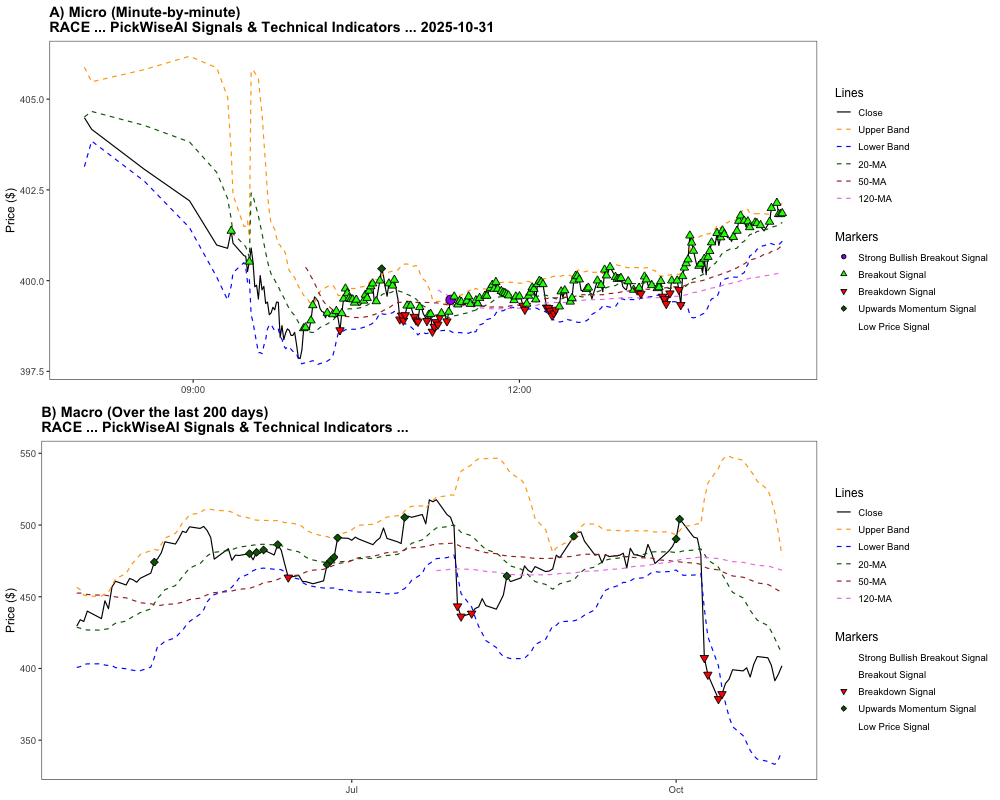 A) Micro (Minute-by-minute)
RACE ... PickWiseAI Signals & Technical Indicators ... 2025-10-31
Price ($)
405.0
402.5
400.0
397.5
09:00
12:00
Lines
Close
Upper Band
Lower Band
20-MA
50-MA
120-MA
Markers
Strong Bullish Breakout Signal
Breakout Signal
Breakdown Signal
Upwards Momentum Signal
Low Price Signal
B) Macro (Over the last 200 days)
RACE ... PickWiseAI Signals & Technical Indicators ...
Price ($)
550
500
450
400
350
Jul
Oct
Lines
Close
Upper Band
Lower Band
20-MA
50-MA
120-MA
Markers
Strong Bullish Breakout Signal
Breakout Signal
Breakdown Signal
Upwards Momentum Signal
Low Price Signal